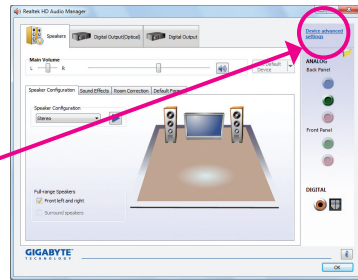 Realtek HD Audio Manager
Speakers
Digital Output(Optical)
Digital Output
Device advanced
settings
Main Volume
L
R
Default
Device
ANALOG
Back Panel
Speaker Configuration
Sound Effects
Room Correction
Default Format
Speaker Configuration
Stereo
Front Panel
Full-range Speakers
Front left and right
Surround speakers
DIGITAL
GIGABYTE
TECHNOLOGY
OK